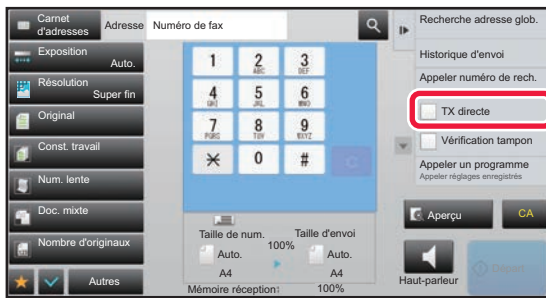 Carnet
d'adresses
Adresse
Numéro de fax
Recherche adresse glob.
Exposition
Auto.
Historique d'envoi
Résolution
Super fin
Appeler numéro de rech.
Original
TX directe
Const. travail
Vérification tampon
Num. lente
Appeler un programme
Appeler réglages enregistrés
Doc. mixte
Nombre d'originaux
Autres
1
2 ABC
3 DEF
4 GHI
5 JKL
6 MNO
7 PQRS
8 TUV
9 WXYZ
0
#
C
Taille de num.
100%
Taille d'envoi
Auto.
A4
Auto.
A4
Mémoire réception:
100%
Aperçu
CA
Haut-parleur
Départ